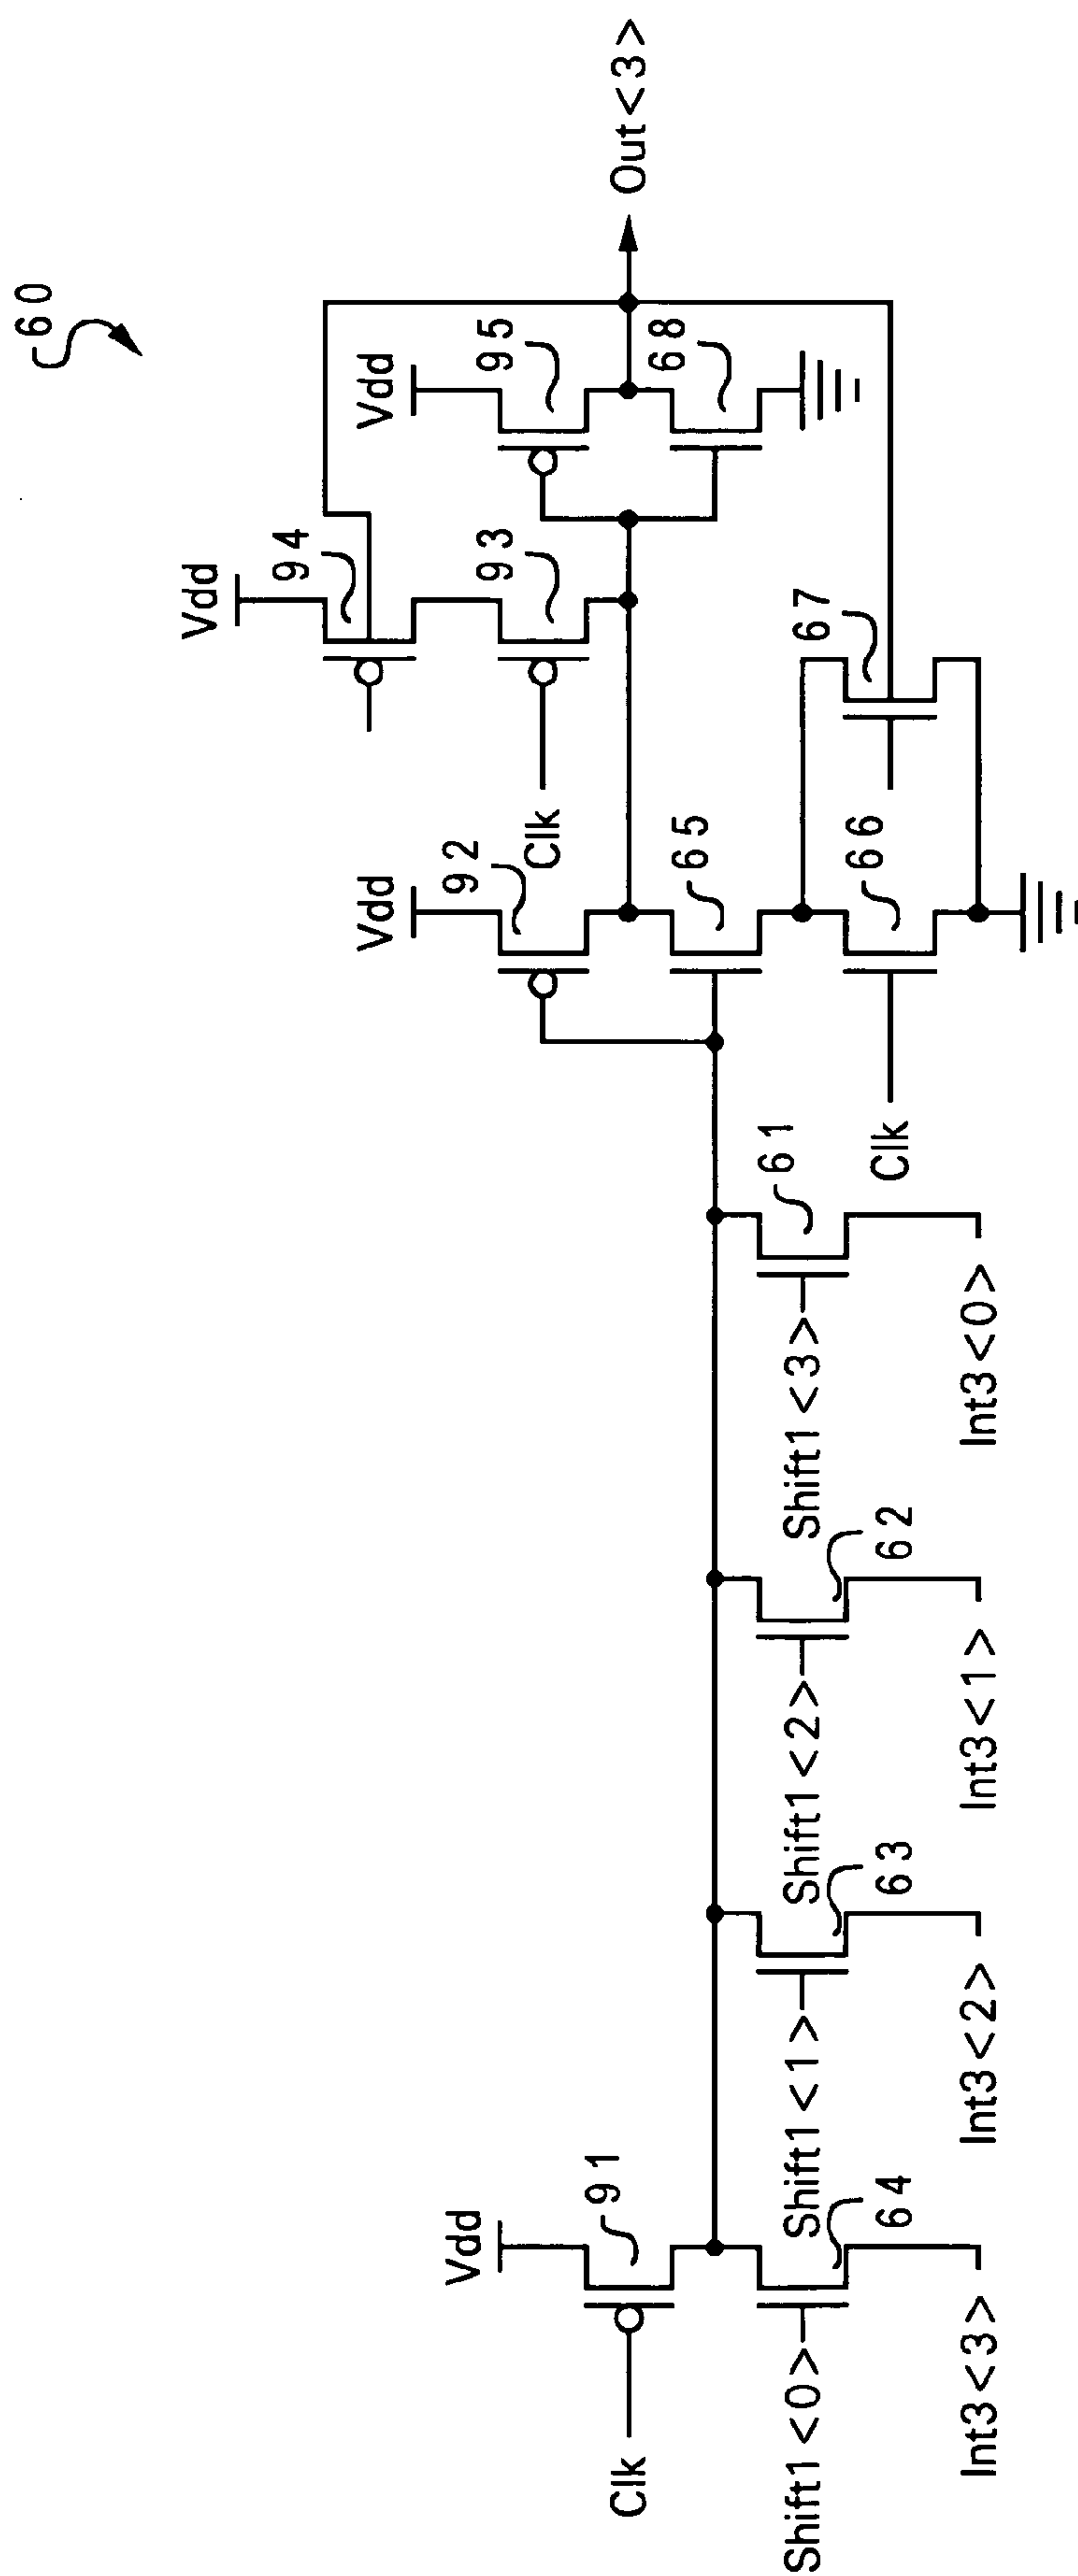 60
Vdd
94
Vdd
95
93
68
Out<3>
Clk
Vdd
92
65
67
66
Clk
61
Shift1<3>
Int3<0>
62
Shift1<2>
Int3<1>
63
Shift1<1>
Int3<2>
Vdd
91
Clk
64
Shift1<0>
Int3<3>